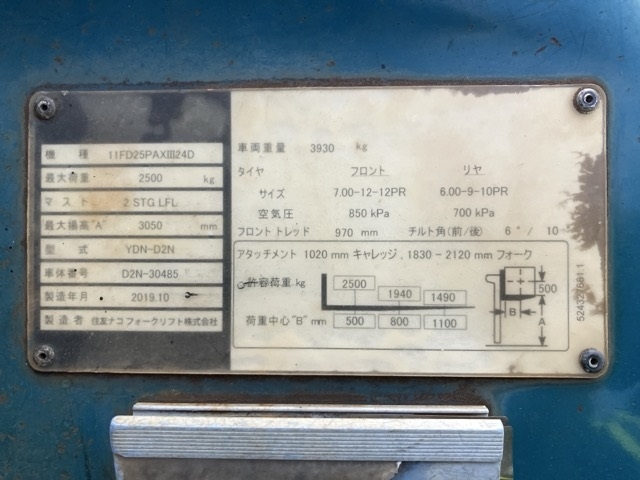 機 種 11FD25PAXⅢ24D
最大荷重 2500 kg
マスト 2 STG LFL
最大揚高"A" 3050 mm
型 式 YDN-D2N
車体番号 D2N-30485
製造年月 2019.10
製造者 住友ナコフォークリフト株式会社
車両重量 3930 kg
タイヤ フロント リヤ
サイズ 7.00-12-12PR 6.00-9-10PR
空気圧 850 kPa 700 kPa
フロントトレッド 970 mm チルト角(前/後) 6°/ 10
アタッチメント 1020 mm キャレッジ, 1830 - 2120 mm フォーク
許容荷重 kg 2500 1940 1490
荷重中心"B" mm 500 800 1100
500
B
A